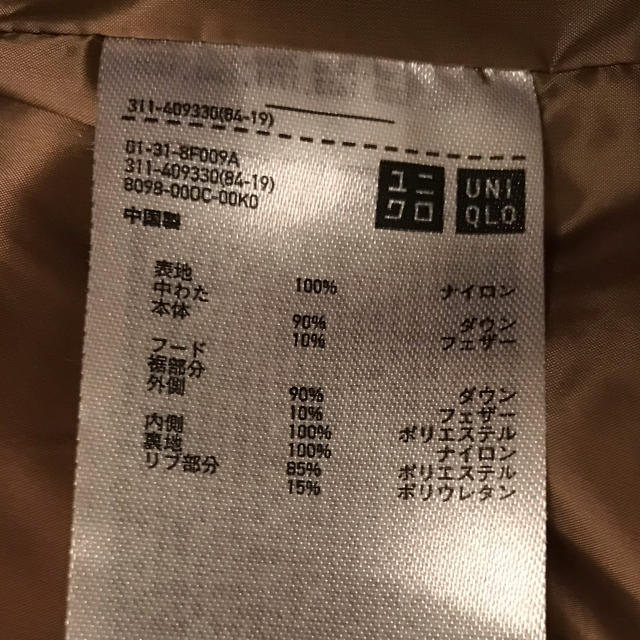 311-409330(84-19)
01-31-8F009A
311-409330(84-19)
8098-000C-00K0
中国製
ユニ
クロ
UNI
QLO
表地 100% ナイロン
中わた
本体 90% ダウン
10% フェザー
フード
裾部分
外側 90% ダウン
10% フェザー
内側 100% ポリエステル
裏地 100% ナイロン
リブ部分 85% ポリエステル
15% ポリウレタン